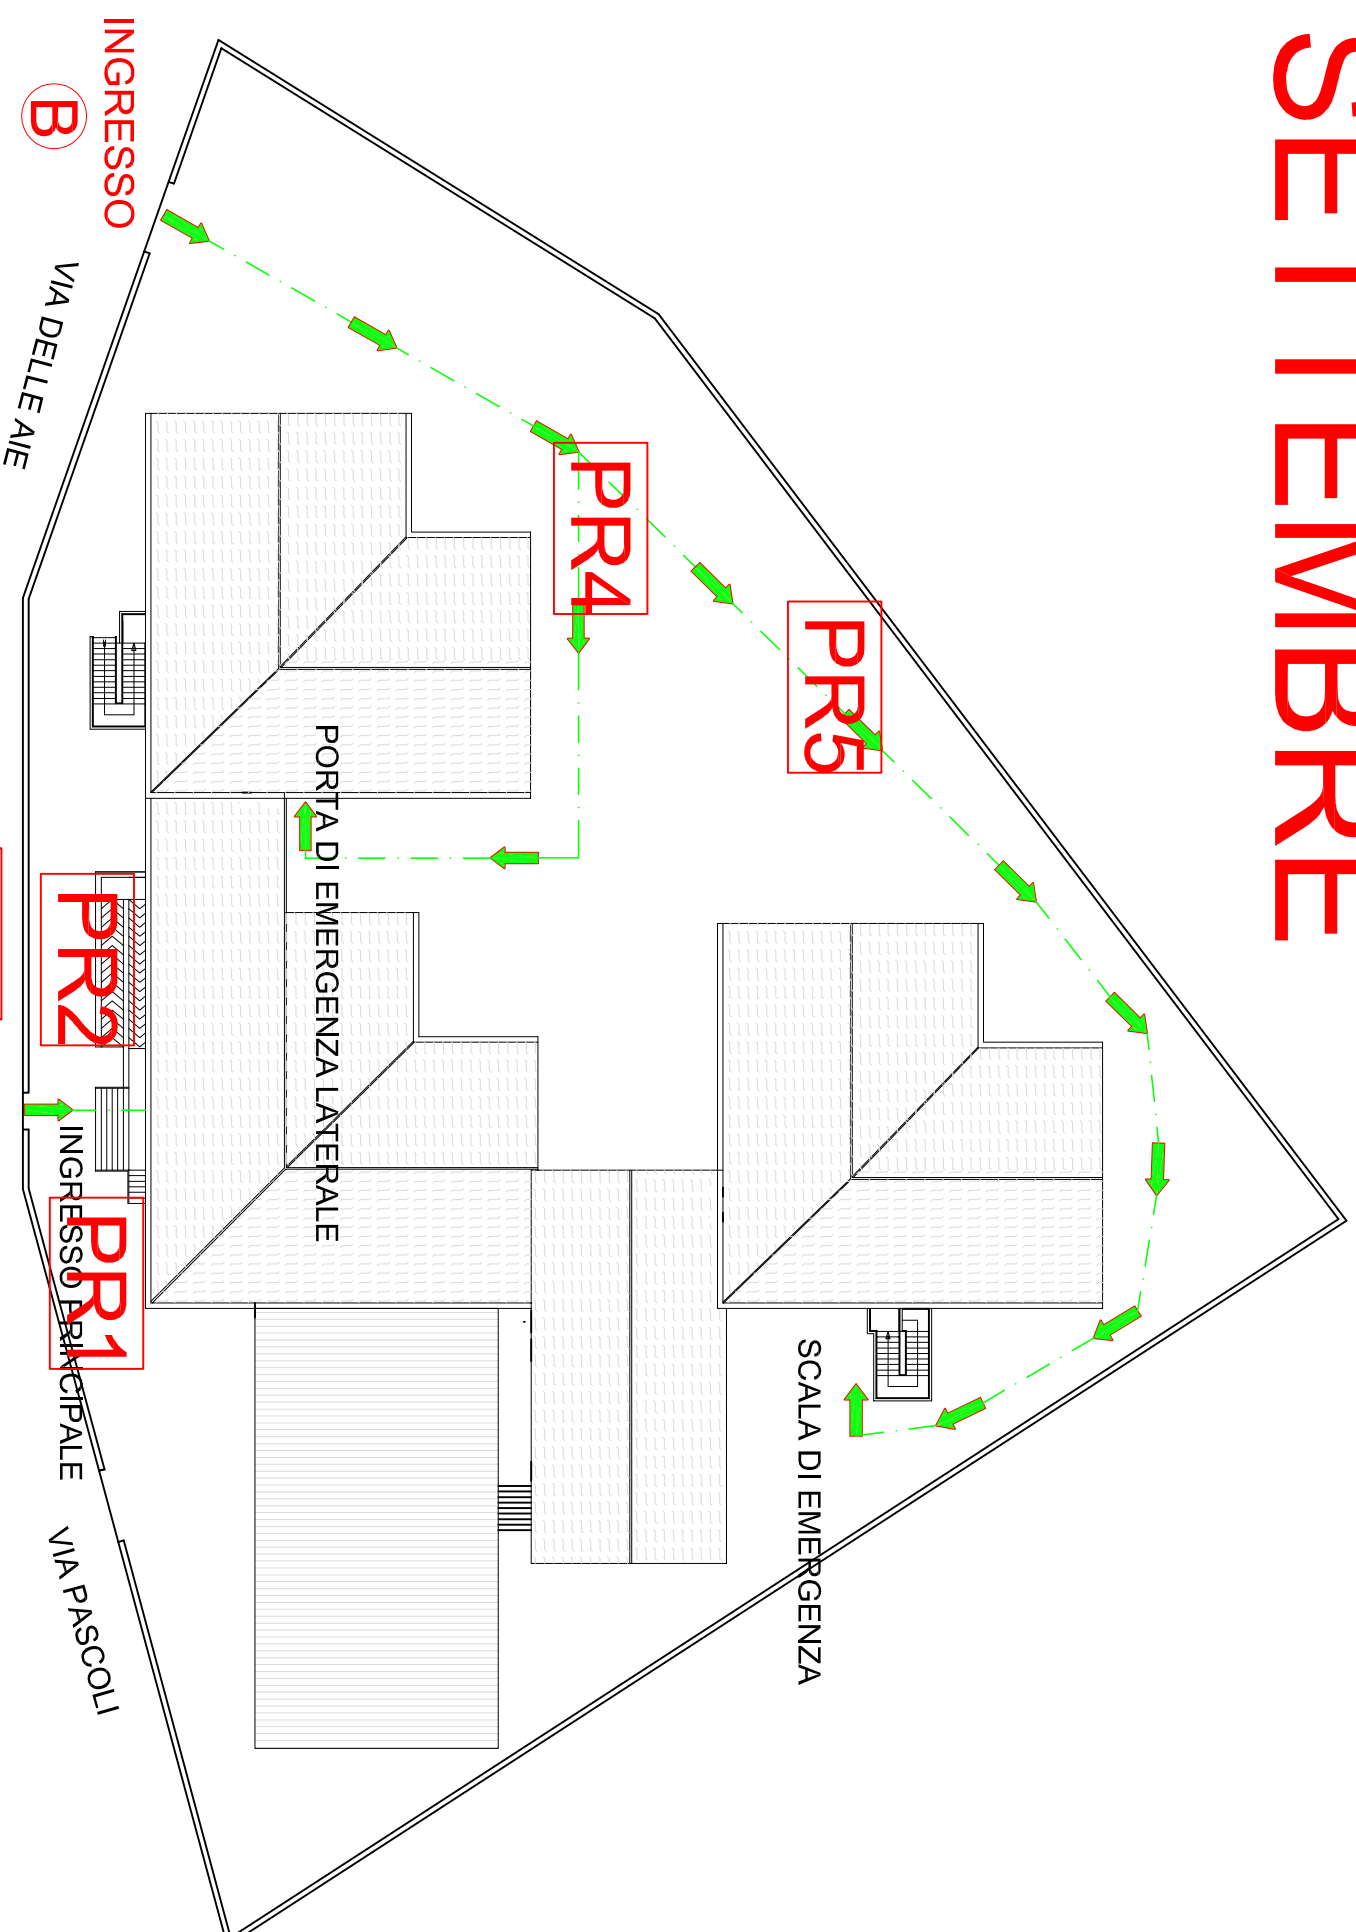 SETTEMBRE
INGRESSO
B
VIA DELLE AIE
PR4
PR5
PORTA DI EMERGENZA LATERALE
PR2
PR1
INGRESSO PRINCIPALE
SCALA DI EMERGENZA
VIA PASCOLI